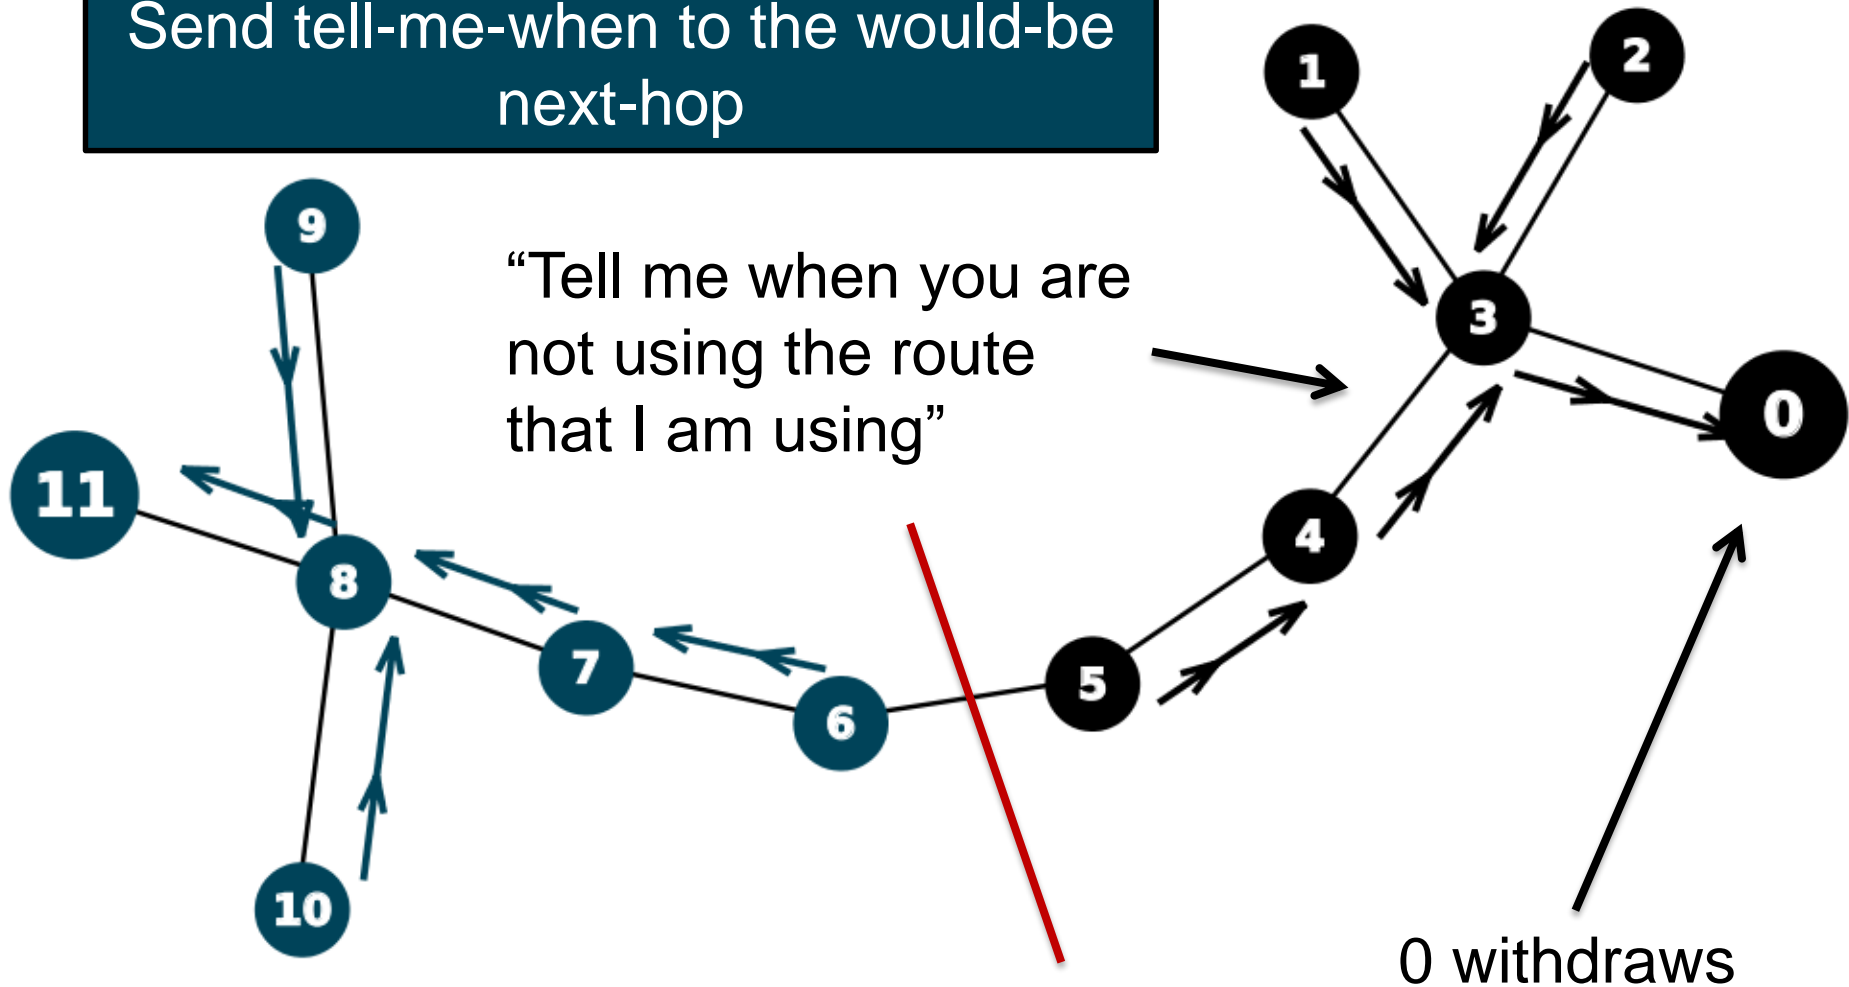 Send tell-me-when to the would-be
next-hop
1
2
9
“Tell me when you are
not using the route
that I am using”
3
0
11
4
8
7
5
6
10
0 withdraws